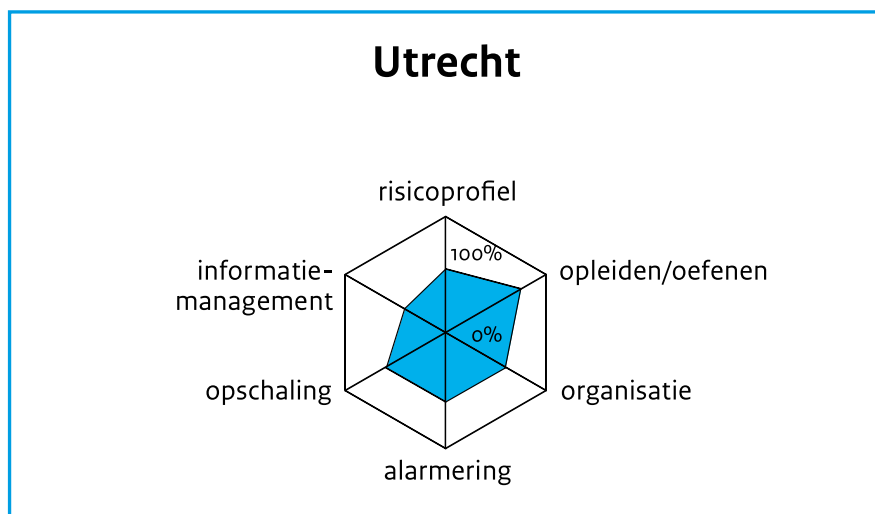 Utrecht
risicoprofiel
100%
informatie-
management
opleiden/oefenen
0%
opschaling
organisatie
alarmering